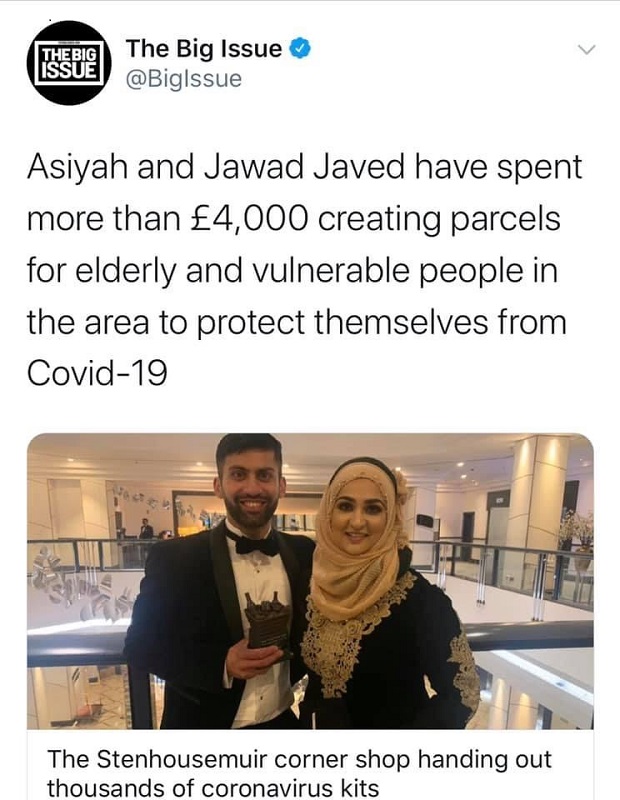 THE BIG
ISSUE
The Big Issue
@BigIssue
Asiyah and Jawad Javed have spent
more than £4,000 creating parcels
for elderly and vulnerable people in
the area to protect themselves from
Covid-19
The Stenhousemuir corner shop handing out
thousands of coronavirus kits